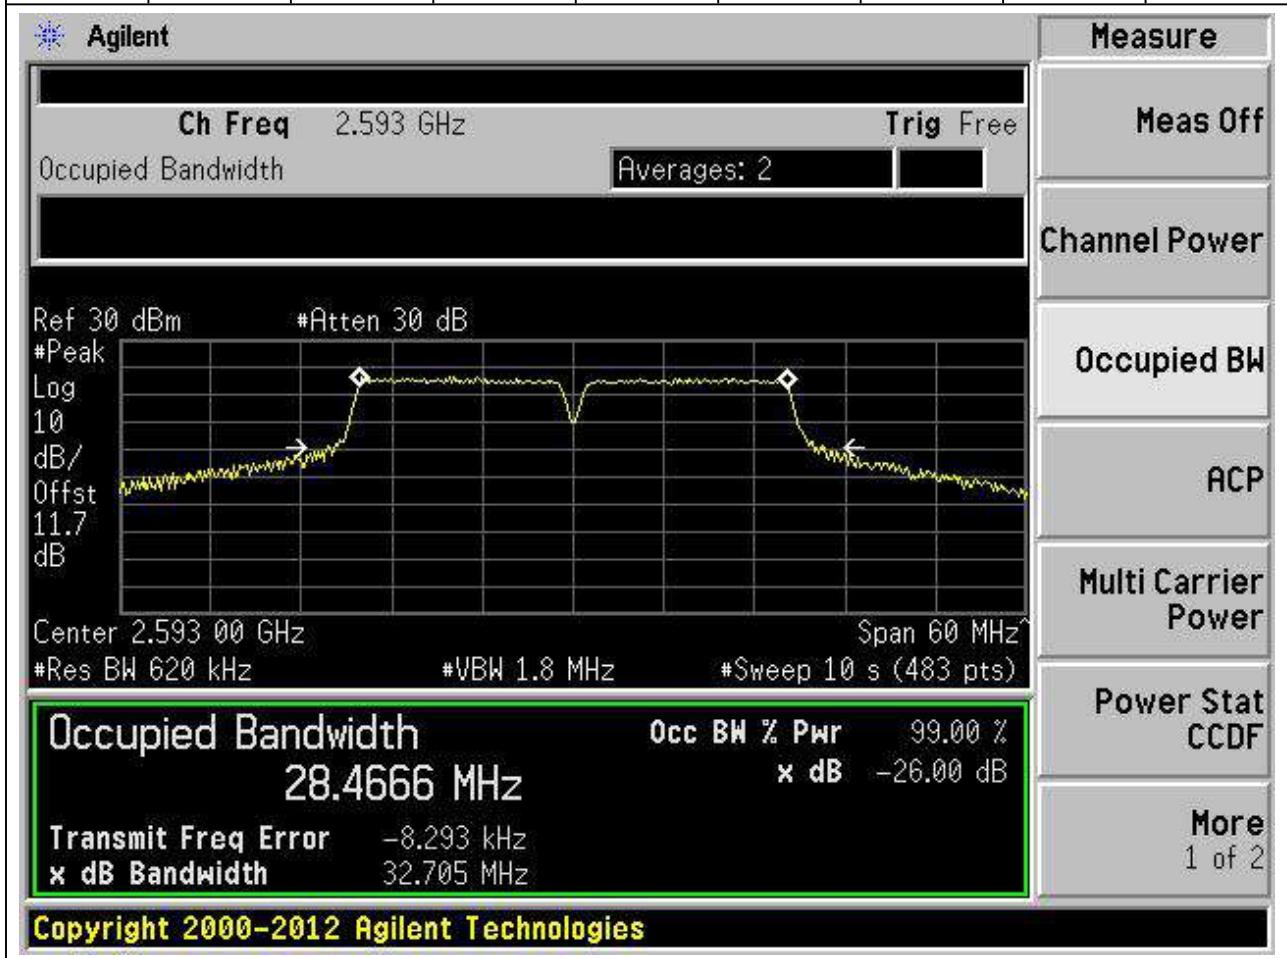 Agilent
Measure
Ch Freq 2.593 GHz Trig Free
Occupied Bandwidth Averages: 2
Meas Off
Channel Power
Occupied BW
ACP
Multi Carrier
Power
Power Stat
CCDF
More
1 of 2
Ref 30 dBm #Atten 30 dB
#Peak
Log
10
dB/
Offst
11.7
dB
Center 2.593 00 GHz Span 60 MHz^
#Res BW 620 kHz #VBW 1.8 MHz #Sweep 10 s (483 pts)
Occupied Bandwidth Occ BW % Pwr 99.00 %
28.4666 MHz x dB -26.00 dB
Transmit Freq Error -8.293 kHz
x dB Bandwidth 32.705 MHz
Copyright 2000-2012 Agilent Technologies